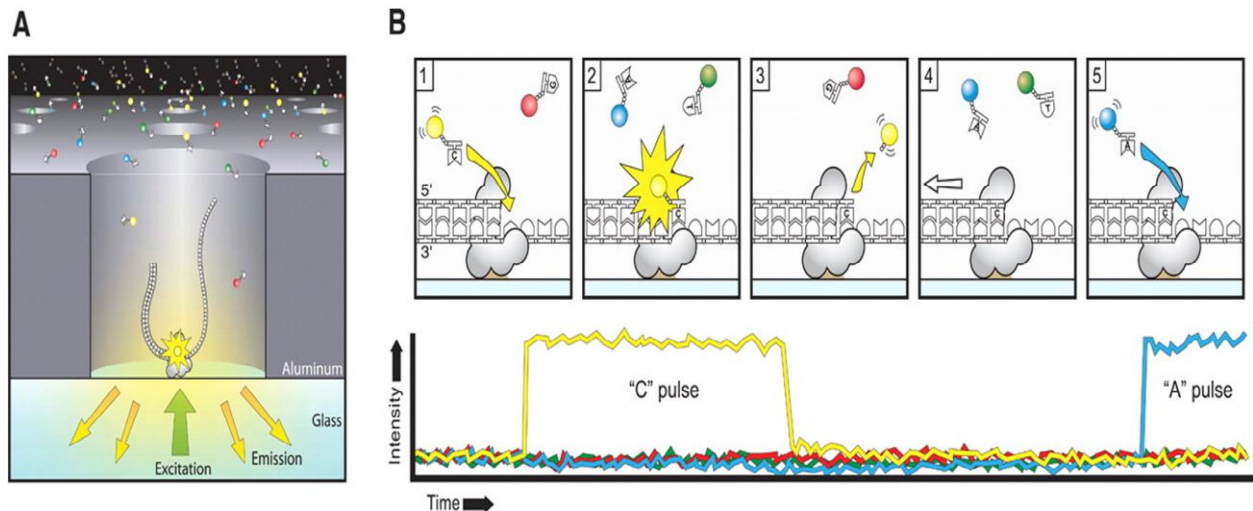 A
Aluminum
Glass
Excitation
Emission
B
1
2
3
4
5
G
C
A
T
G
A
T
A
5'
3'
C
C
C
C
Intensity
"C" pulse
"A" pulse
Time